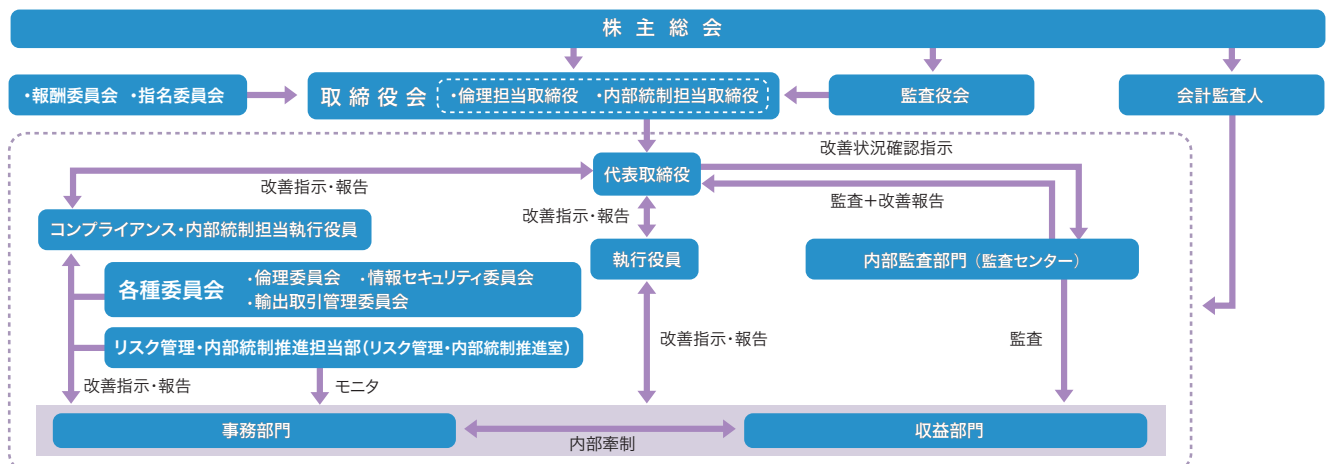 株主総会
・報酬委員会 ・指名委員会
取締役会 ・倫理担当取締役 ・内部統制担当取締役
監査役会
会計監査人
代表取締役
改善状況確認指示
改善指示・報告
監査＋改善報告
改善指示・報告
コンプライアンス・内部統制担当執行役員
執行役員
内部監査部門（監査センター）
各種委員会
・倫理委員会 ・情報セキュリティ委員会
・輸出取引管理委員会
リスク管理・内部統制推進担当部（リスク管理・内部統制推進室）
改善指示・報告
監査
改善指示・報告
モニタ
事務部門
内部牽制
収益部門